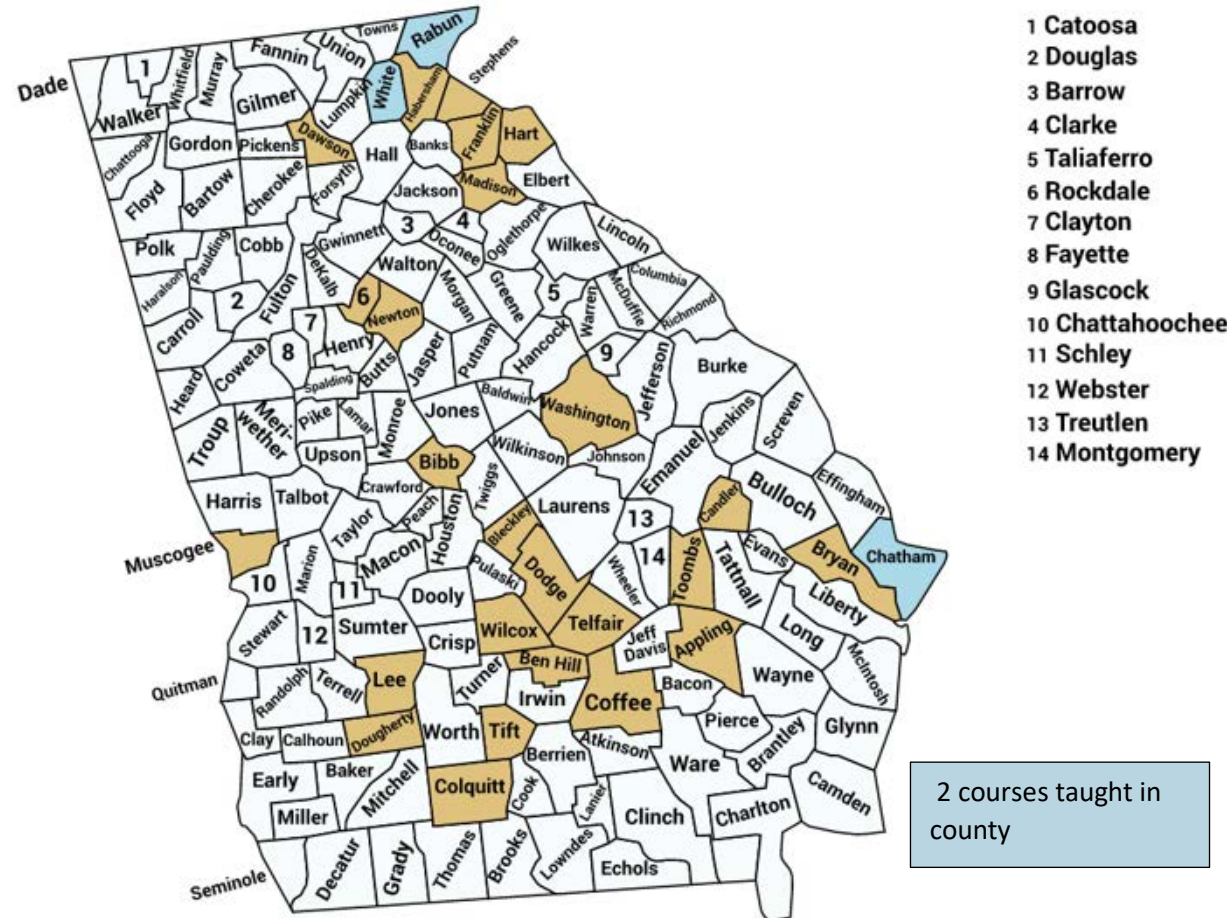 Towns
Rabun
Union
Fannin
Stephens
1
Whitfield
Murray
Dade
Gilmer
Lumpkin
White
Habersham
Walker
Chattooga
Gordon
Pickens
Dawson
Hall
Banks
Franklin
Hart
Floyd
Bartow
Cherokee
Forsyth
Jackson
Madison
Elbert
Polk
Paulding
Cobb
Gwinnett
3
4
Oconee
Oglethorpe
Wilkes
Lincoln
Haralson
2
Fulton
DeKalb
Walton
Morgan
Greene
5
Warren
McDuffie
Columbia
Richmond
Carroll
6
Newton
7
8
Henry
Butts
Jasper
Putnam
Hancock
9
Jefferson
Burke
Heard
Coweta
Spalding
Troup
Meri-
wether
Pike
Lamar
Monroe
Jones
Baldwin
Washington
Jenkins
Screven
Upson
Bibb
Wilkinson
Johnson
Emanuel
Harris
Talbot
Crawford
Peach
Twiggs
Taylor
Houston
Laurens
13
Candler
Bulloch
Effingham
Muscogee
10
Marion
Macon
Bleckley
Pulaski
Dodge
Wheeler
14
Toombs
Tattnall
Evans
Bryan
Chatham
11
Dooly
Liberty
Stewart
12
Sumter
Crisp
Wilcox
Telfair
Jeff
Davis
Appling
Long
McIntosh
Quitman
Randolph
Terrell
Lee
Turner
Ben Hill
Irwin
Coffee
Bacon
Wayne
Clay
Calhoun
Dougherty
Worth
Tift
Pierce
Brantley
Glynn
Early
Baker
Mitchell
Berrien
Atkinson
Ware
Camden
Miller
Colquitt
Cook
Lanier
Clinch
Charlton
Seminole
Decatur
Grady
Thomas
Brooks
Lowndes
Echols
1 Catoosa
2 Douglas
3 Barrow
4 Clarke
5 Taliaferro
6 Rockdale
7 Clayton
8 Fayette
9 Glascock
10 Chattahoochee
11 Schley
12 Webster
13 Treutlen
14 Montgomery
2 courses taught in
county